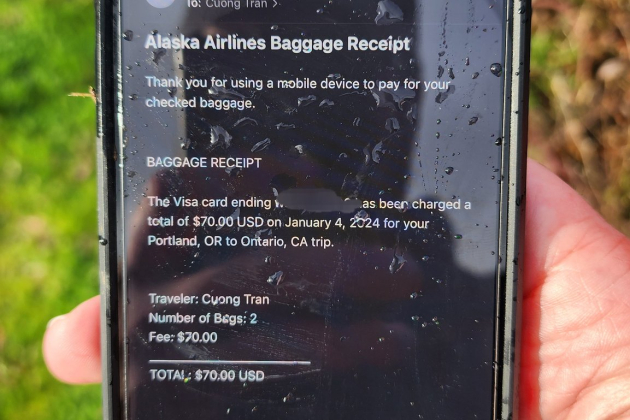 To: Cuong Tran >
Alaska Airlines Baggage Receipt
Thank you for using a mobile device to pay for your
checked baggage.
BAGGAGE RECEIPT
The Visa card ending has been charged a
total of $70.00 USD on January 4, 2024 for your
Portland, OR to Ontario, CA trip.
Traveler: Cuong Tran
Number of Bags: 2
Fee: $70.00
TOTAL: $70.00 USD